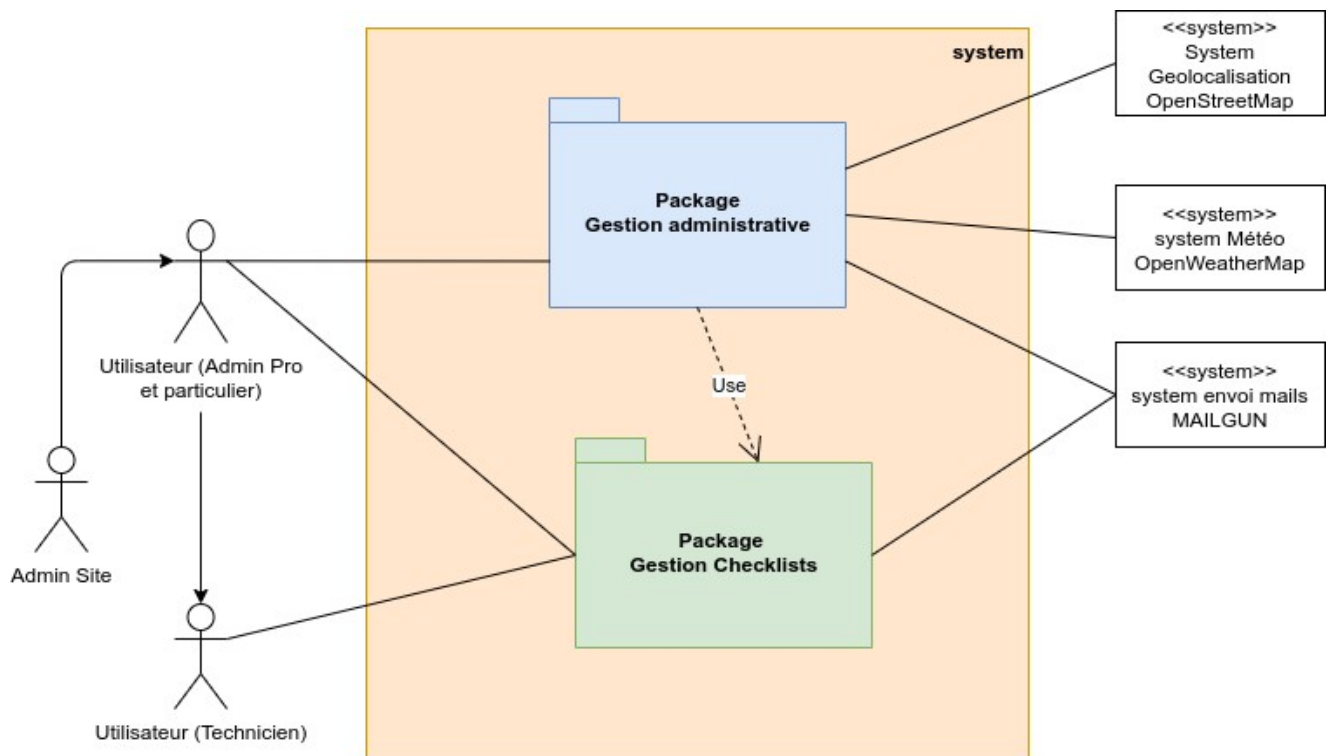 system
<<system>>
System
Geolocalisation
OpenStreetMap
Package
Gestion administrative
<<system>>
system Météo
OpenWeatherMap
Utilisateur (Admin Pro
et particulier)
Use
<<system>>
system envoi mails
MAILGUN
Admin Site
Package
Gestion Checklists
Utilisateur (Technicien)